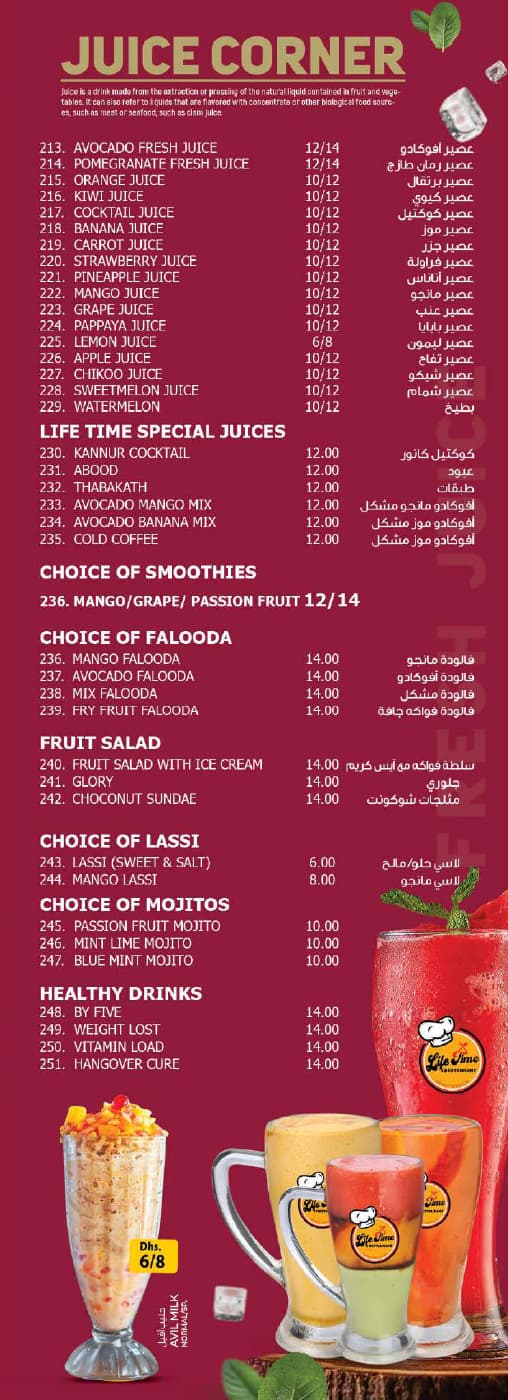 JUICE CORNER
Juice is a drink made from the extraction or pressing of the natural liquid contained in fruit and vege-
tables. It can also refer to liquids that are flavored with concentrate or other biological food sourc-
es, such as meat or seafood, such as clam juice.
213. AVOCADO FRESH JUICE 12/14 عصير أفوكادو
214. POMEGRANATE FRESH JUICE 12/14 عصير رمان طازج
215. ORANGE JUICE 10/12 عصير برتقال
216. KIWI JUICE 10/12 عصير كيوي
217. COCKTAIL JUICE 10/12 عصير كوكتيل
218. BANANA JUICE 10/12 عصير موز
219. CARROT JUICE 10/12 عصير جزر
220. STRAWBERRY JUICE 10/12 عصير فراولة
221. PINEAPPLE JUICE 10/12 عصير أناناس
222. MANGO JUICE 10/12 عصير مانجو
223. GRAPE JUICE 10/12 عصير عنب
224. PAPPAYA JUICE 10/12 عصير بابايا
225. LEMON JUICE 6/8 عصير ليمون
226. APPLE JUICE 10/12 عصير تفاح
227. CHIKOO JUICE 10/12 عصير شيكو
228. SWEETMELON JUICE 10/12 عصير شمام
229. WATERMELON 10/12 بطيخ
LIFE TIME SPECIAL JUICES
230. KANNUR COCKTAIL 12.00 كوكتيل كانور
231. ABOOD 12.00 عبود
232. THABAKATH 12.00 طبقات
233. AVOCADO MANGO MIX 12.00 أفوكادو مانجو مشكل
234. AVOCADO BANANA MIX 12.00 أفوكادو موز مشكل
235. COLD COFFEE 12.00 أفوكادو موز مشكل
CHOICE OF SMOOTHIES
236. MANGO/GRAPE/ PASSION FRUIT 12/14
CHOICE OF FALOODA
236. MANGO FALOODA 14.00 فالودة مانجو
237. AVOCADO FALOODA 14.00 فالودة أفوكادو
238. MIX FALOODA 14.00 فالودة مشكل
239. FRY FRUIT FALOODA 14.00 فالودة فواكه جافة
FRUIT SALAD
240. FRUIT SALAD WITH ICE CREAM 14.00 سلطة فواكه مع آيس كريم
241. GLORY 14.00 جلوري
242. CHOCONUT SUNDAE 14.00 مثلجات شوكونت
CHOICE OF LASSI
243. LASSI (SWEET & SALT) 6.00 لاسي حلو/مالح
244. MANGO LASSI 8.00 لاسي مانجو
CHOICE OF MOJITOS
245. PASSION FRUIT MOJITO 10.00
246. MINT LIME MOJITO 10.00
247. BLUE MINT MOJITO 10.00
HEALTHY DRINKS
248. BY FIVE 14.00
249. WEIGHT LOST 14.00
250. VITAMIN LOAD 14.00
251. HANGOVER CURE 14.00
FRESH JUICE
Life Time
RESTAURANT
Life Time
Life Time
Life Time
RESTAURANT
Dhs.
6/8
حليب أفيل
AVIL MILK
NORMAL/SP.